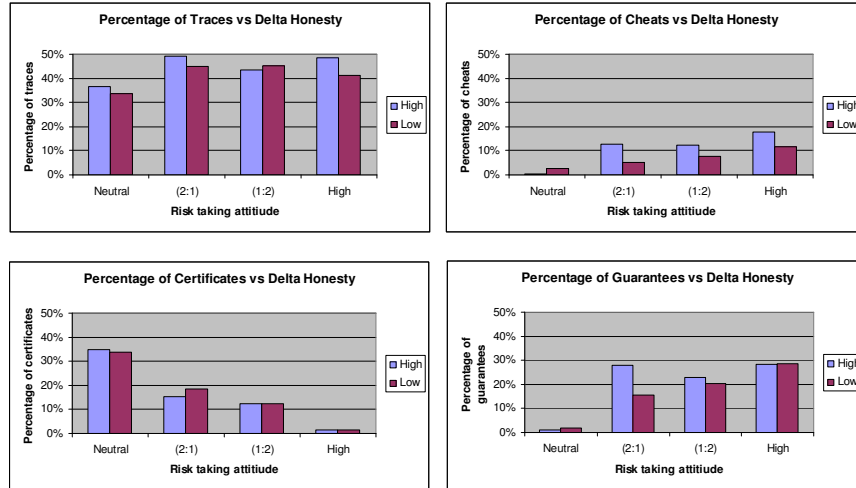 Percentage of Traces vs Delta Honesty
Percentage of traces
50%
40%
30%
20%
10%
0%
Neutral (2:1) (1:2) High
Risk taking attitiude
High
Low
Percentage of Cheats vs Delta Honesty
Percentage of cheats
50%
40%
30%
20%
10%
0%
Neutral (2:1) (1:2) High
Risk taking attitiude
High
Low
Percentage of Certificates vs Delta Honesty
Percentage of certificates
50%
40%
30%
20%
10%
0%
Neutral (2:1) (1:2) High
Risk taking attitiude
High
Low
Percentage of Guarantees vs Delta Honesty
Percentage of
guarantees
50%
40%
30%
20%
10%
0%
Neutral (2:1) (1:2) High
Risk taking attitiude
High
Low